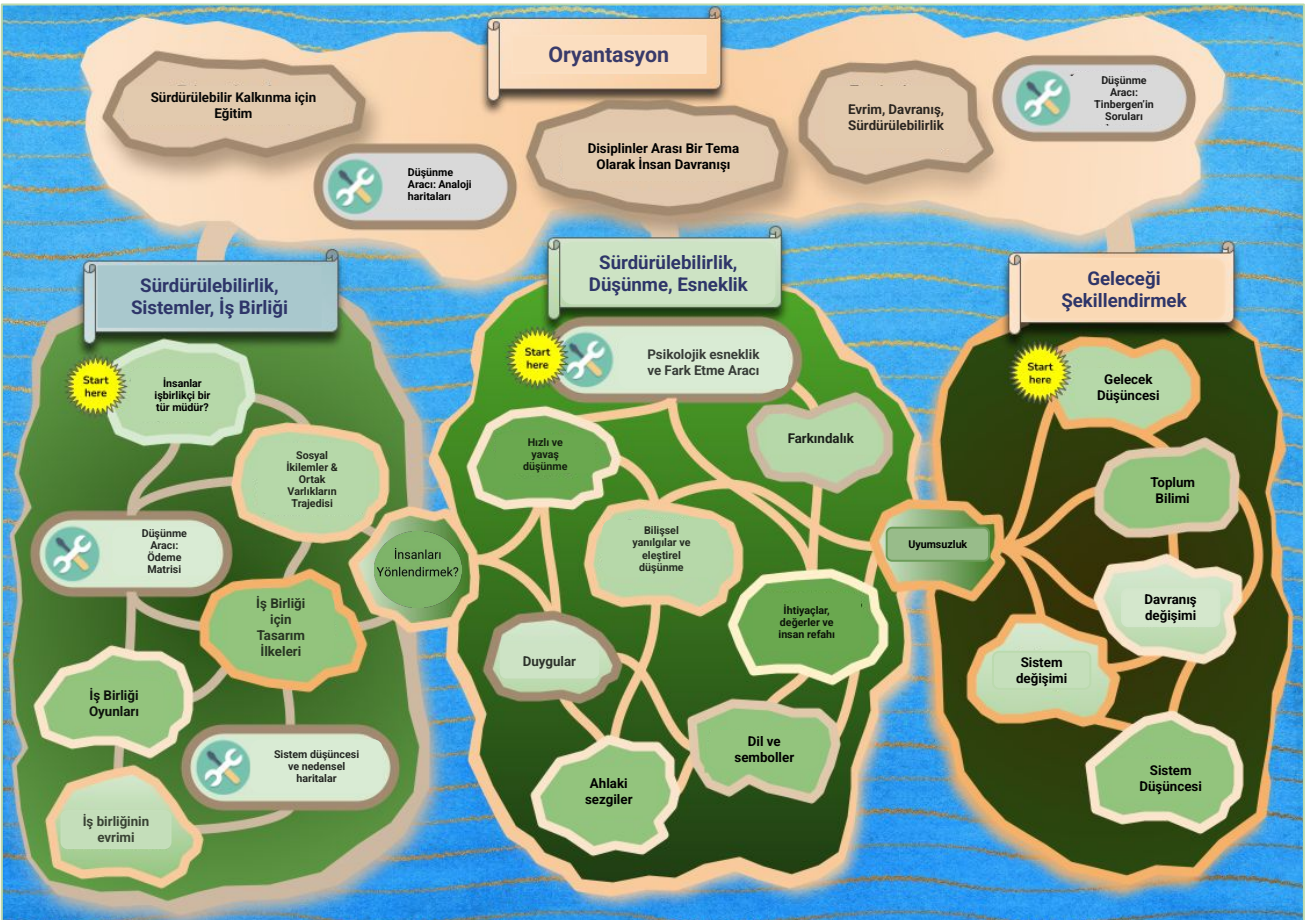 Oryantasyon
Sürdürülebilir Kalkınma için
Eğitim
Düşünme
Aracı: Analoji
haritaları
Disiplinler Arası Bir Tema
Olarak İnsan Davranışı
Evrim, Davranış,
Sürdürülebilirlik
Düşünme
Aracı:
Tinbergen'in
Soruları
Sürdürülebilirlik,
Sistemler, İş Birliği
Start
here
İnsanlar
işbirlikçi bir
tür müdür?
Sosyal
İkilemler &
Ortak
Varlıkların
Trajedisi
Düşünme
Aracı:
Ödeme
Matrisi
İş Birliği
için
Tasarım
İlkeleri
İş Birliği
Oyunları
Sistem düşüncesi
ve nedensel
haritalar
İş birliğinin
evrimi
İnsanları
Yönlendirmek?
Sürdürülebilirlik,
Düşünme, Esneklik
Start
here
Psikolojik esneklik
ve Fark Etme Aracı
Hızlı ve
yavaş
düşünme
Farkındalık
Bilişsel
yanılgılar ve
eleştirel
düşünme
İhtiyaçlar,
değerler ve
insan refahı
Duygular
Dil ve
semboller
Ahlaki
sezgiler
Uyumsuzluk
Geleceği
Şekillendirmek
Start
here
Gelecek
Düşüncesi
Toplum
Bilimi
Davranış
değişimi
Sistem
değişimi
Sistem
Düşüncesi